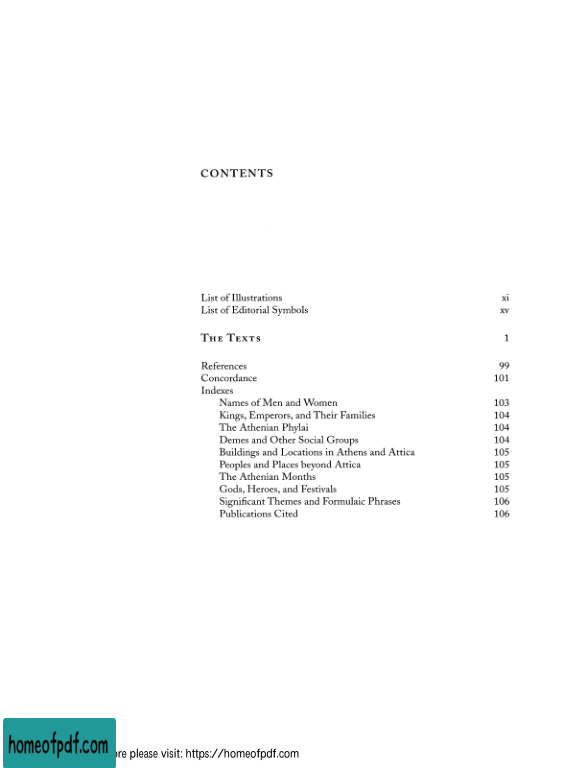 CONTENTS
List of Illustrations xi
List of Editorial Symbols xv
THE TEXTS 1
References 99
Concordance 101
Indexes
Names of Men and Women 103
Kings, Emperors, and Their Families 104
The Athenian Phylai 104
Demes and Other Social Groups 104
Buildings and Locations in Athens and Attica 105
Peoples and Places beyond Attica 105
The Athenian Months 105
Gods, Heroes, and Festivals 105
Significant Themes and Formulaic Phrases 106
Publications Cited 106
homeofpdf.com
please visit: https://homeofpdf.com